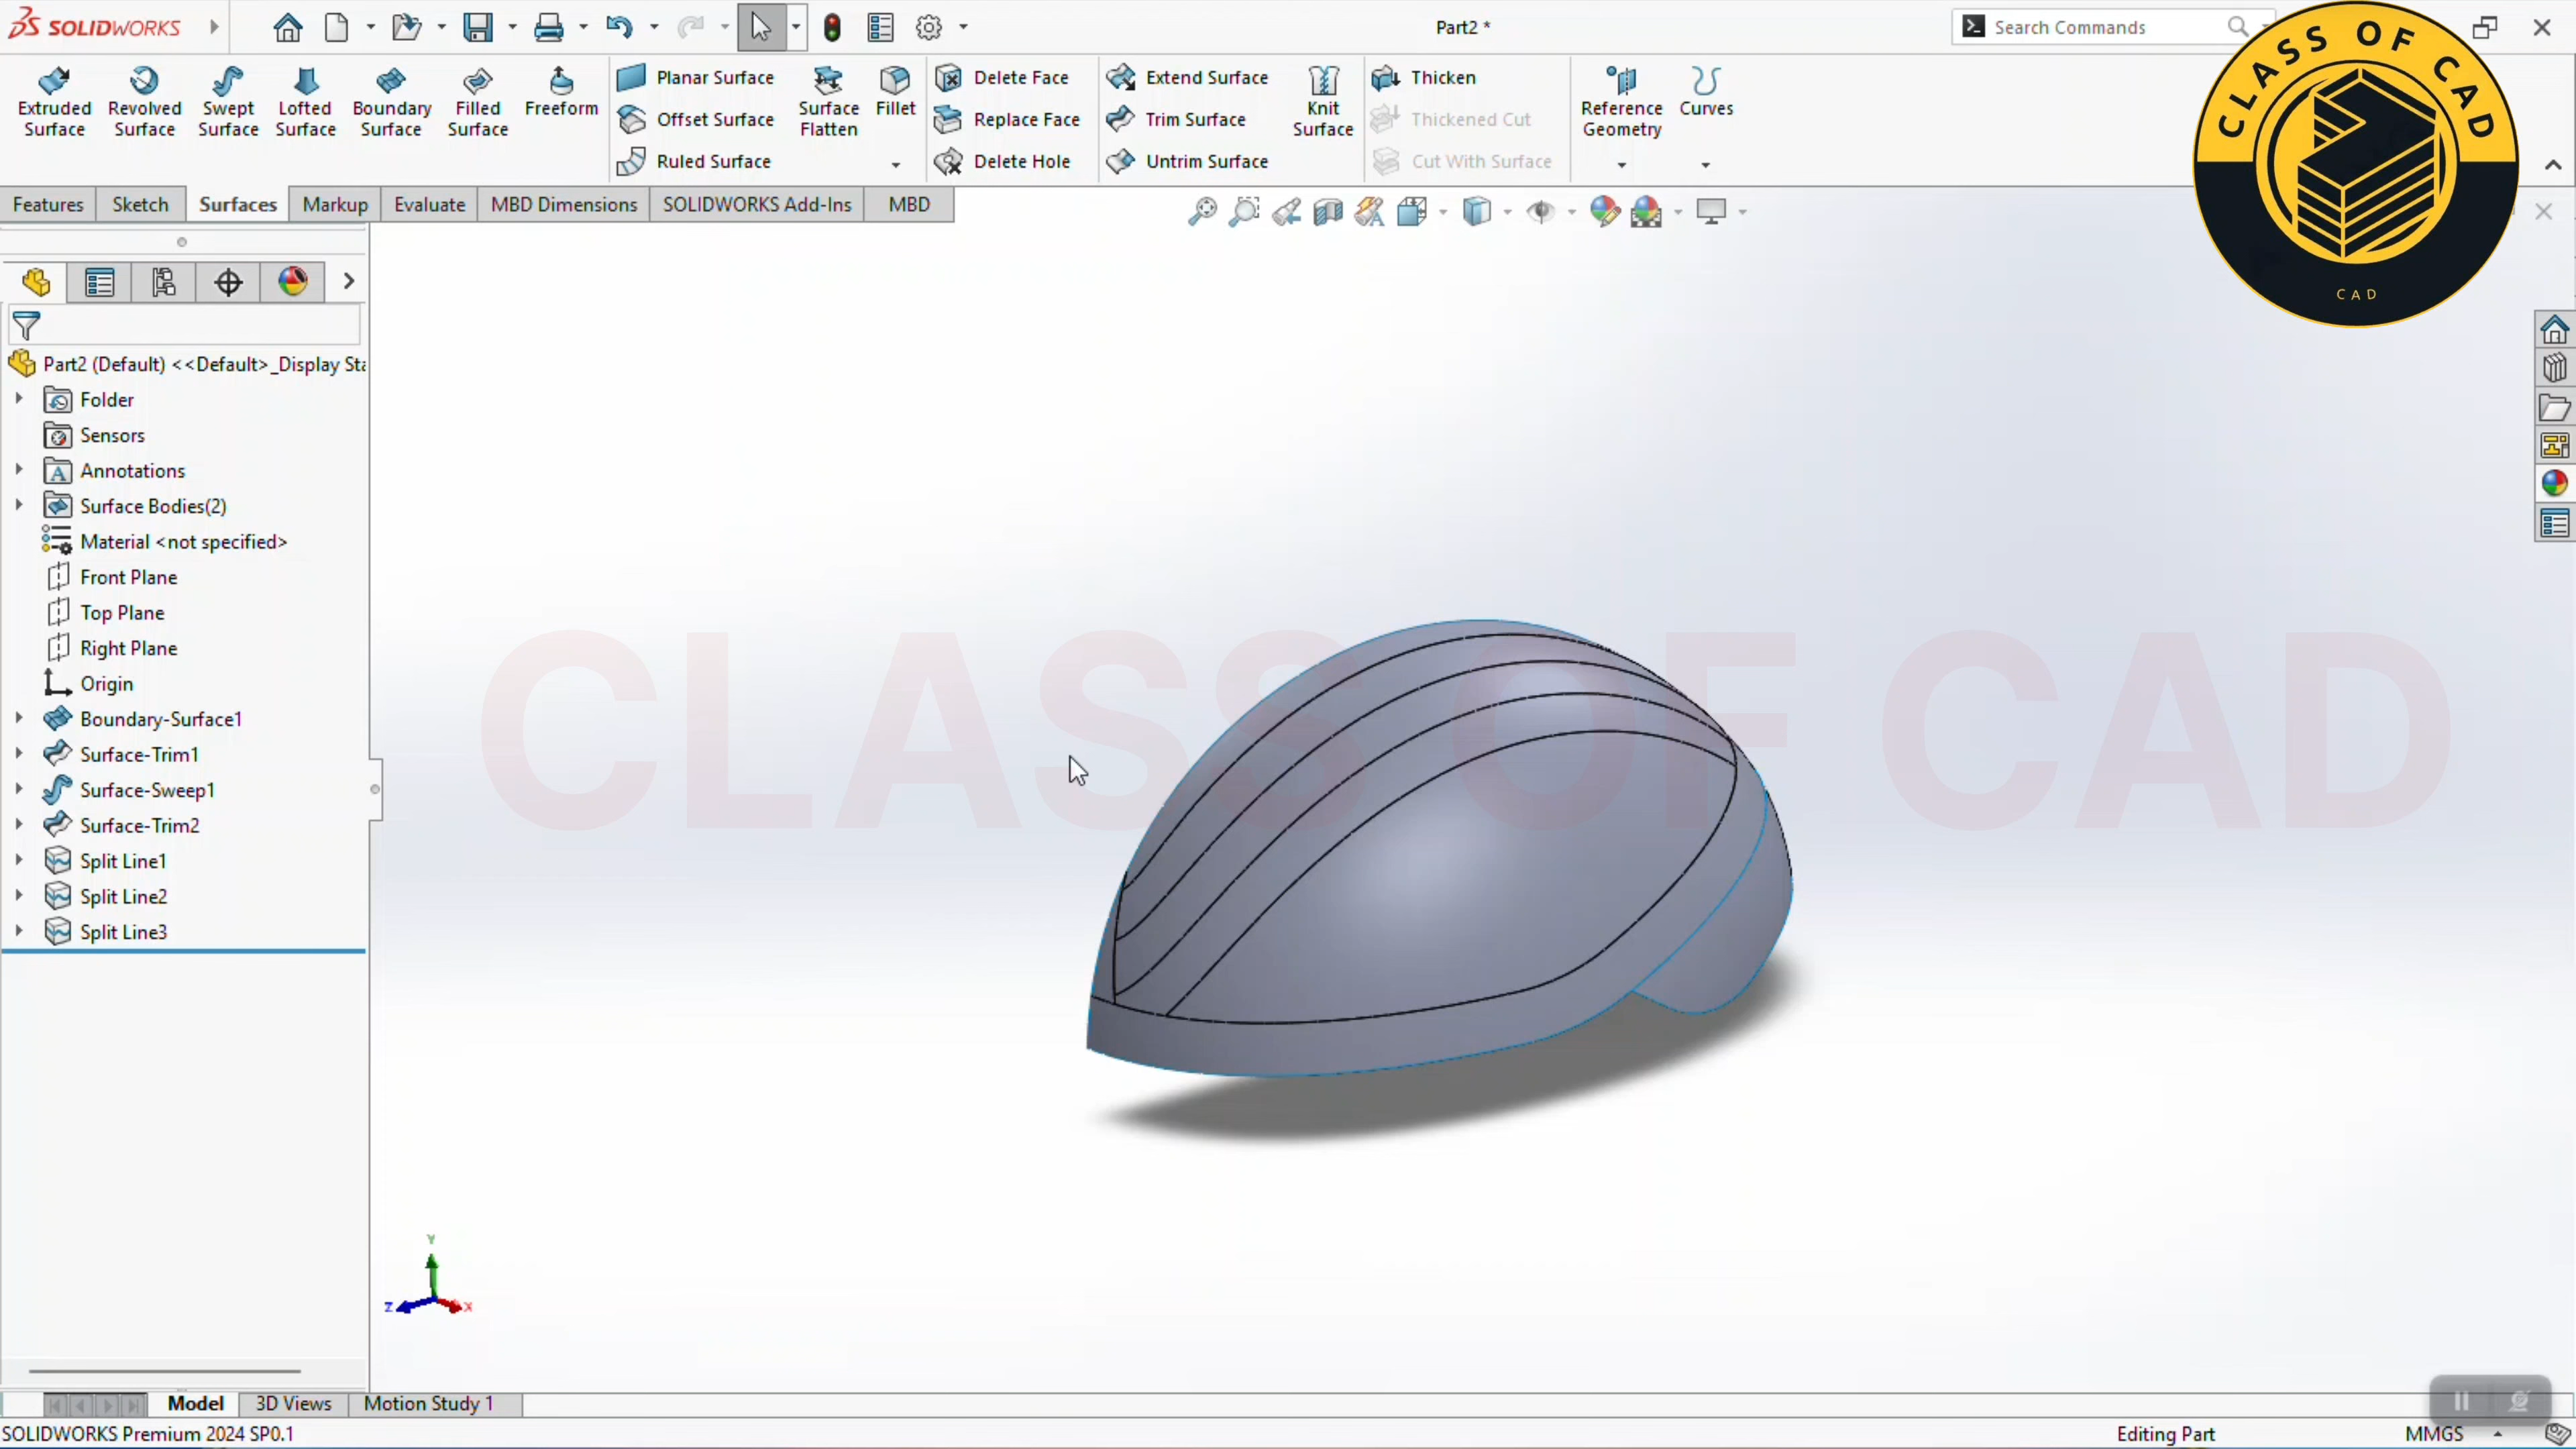 SOLIDWORKS
Part2 *
Search Commands
Extruded Surface
Revolved Surface
Swept Surface
Lofted Surface
Boundary Surface
Filled Surface
Freeform
Planar Surface
Offset Surface
Ruled Surface
Surface Flatten
Fillet
Delete Face
Replace Face
Delete Hole
Extend Surface
Trim Surface
Untrim Surface
Knit Surface
Thicken
Thickened Cut
Cut With Surface
Reference Geometry
Curves
CLASS OF CAD
CAD
Features
Sketch
Surfaces
Markup
Evaluate
MBD Dimensions
SOLIDWORKS Add-Ins
MBD
Part2 (Default) <<Default>_Display Sta
Folder
Sensors
Annotations
Surface Bodies(2)
Material <not specified>
Front Plane
Top Plane
Right Plane
Origin
Boundary-Surface1
Surface-Trim1
Surface-Sweep1
Surface-Trim2
Split Line1
Split Line2
Split Line3
CLASS OF CAD
Y
Z
X
Model
3D Views
Motion Study 1
SOLIDWORKS Premium 2024 SP0.1
Editing Part
MMGS